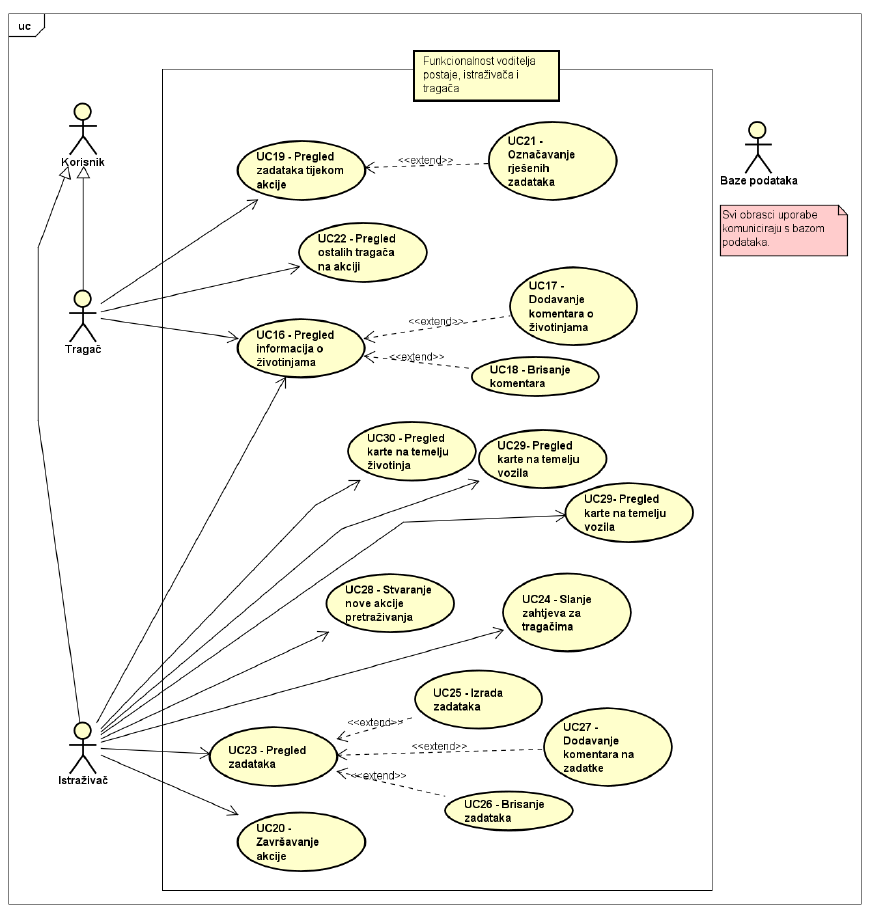 uc
Funkcionalnost voditelja
postaje, istraživača i
tragača
Korisnik
UC19 - Pregled
zadataka tijekom
akcije
<<extend>>
UC21 -
Označavanje
rješenih
zadataka
Baze podataka
Svi obrasci uporabe
komuniciraju s bazom
podataka.
UC22 - Pregled
ostalih tragača
na akciji
Tragač
UC16 - Pregled
informacija o
životinjama
<<extend>>
UC17 -
Dodavanje
komentara o
životinjama
<<extend>>
UC18 - Brisanje
komentara
UC30 - Pregled
karte na temelju
životinja
UC29- Pregled
karte na temelju
vozila
UC29- Pregled
karte na temelju
vozila
UC28 - Stvaranje
nove akcije
pretraživanja
UC24 - Slanje
zahtjeva za
tragačima
UC25 - Izrada
zadataka
<<extend>>
UC23 - Pregled
zadataka
<<extend>>
UC27 -
Dodavanje
komentara na
zadatke
<<extend>>
UC26 - Brisanje
zadataka
Istraživač
UC20 -
Završavanje
akcije